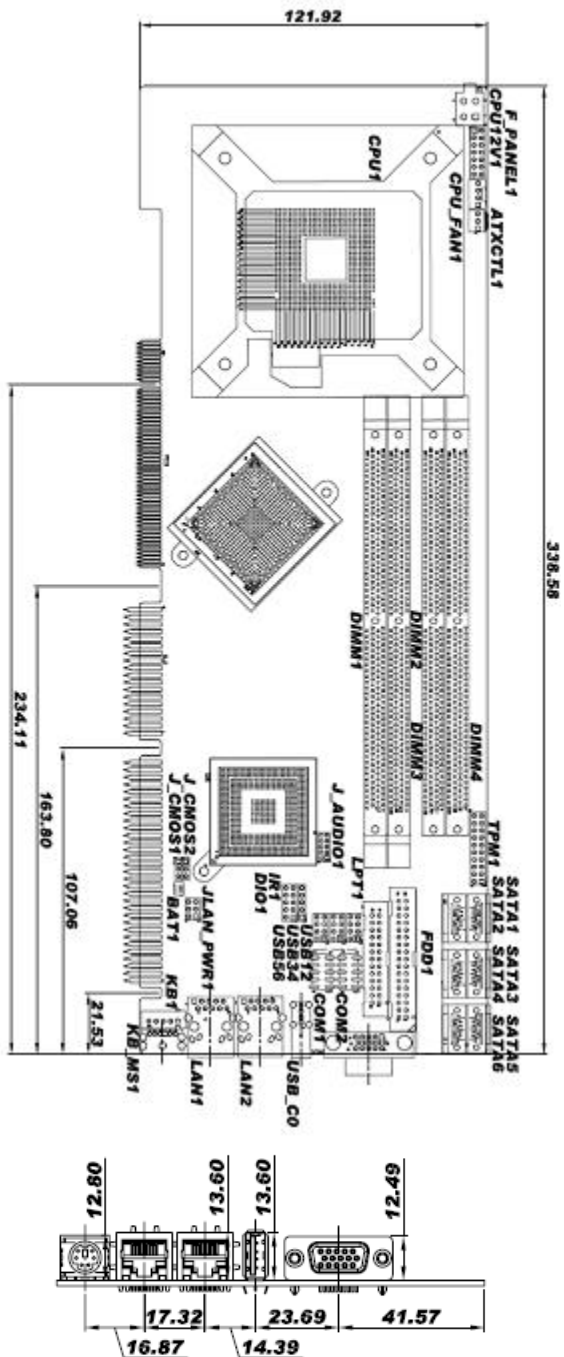 121.92
F_PANEL1
CPU12V1
CPU1
CPU_FAN1
ATXCTL1
338.58
DIMM1
DIMM2
DIMM3
DIMM4
234.11
163.80
107.06
21.53
J_CMOS2
J_CMOS1
J_AUDIO1
TPM1
BAT1
JLAN_PWR1
IR1
DIO1
LPT1
USB12
USB34
USB56
FDD1
SATA1
SATA2
SATA3
SATA4
SATA5
SATA6
COM1
COM2
KB1
KB_MS1
LAN1
LAN2
USB_C0
12.80
13.60
13.60
12.49
17.32
23.69
41.57
16.87
14.39